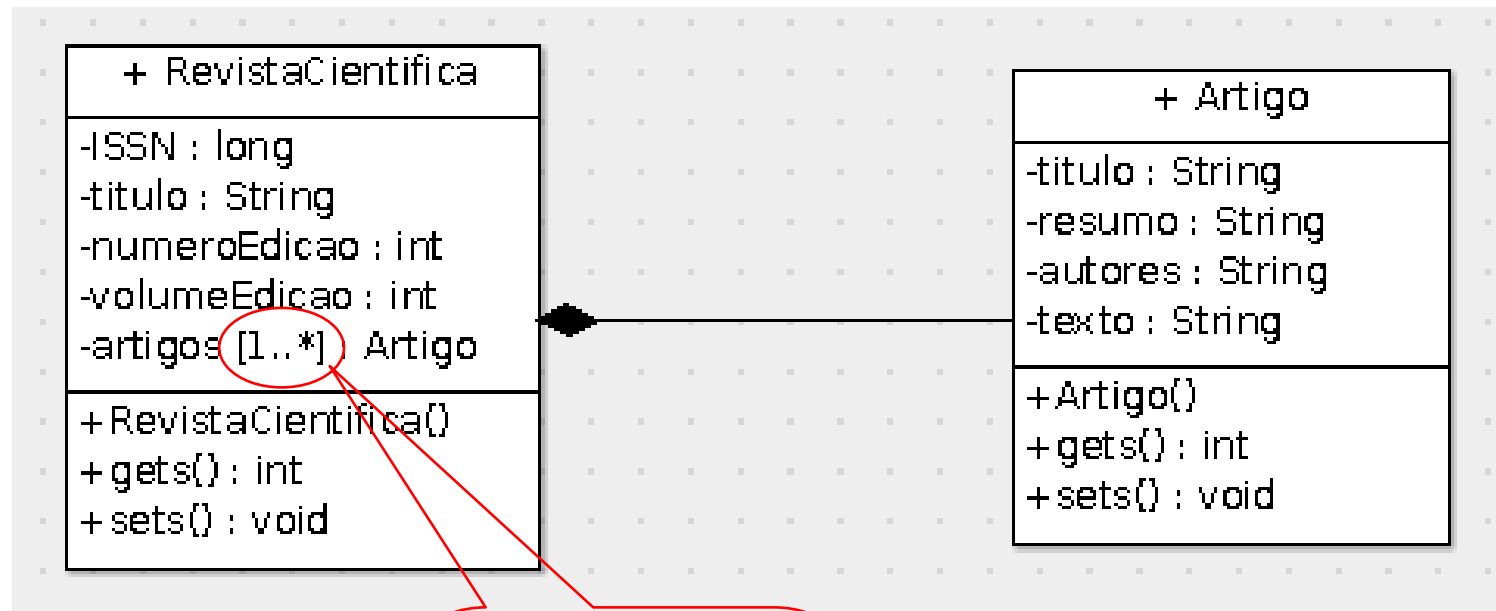 + RevistaCientifica
-ISSN : long
-titulo : String
-numeroEdicao : int
-volumeEdicao : int
-artigos [1..*] : Artigo
+RevistaCientifica()
+gets() : int
+sets() : void
+ Artigo
-titulo : String
-resumo : String
-autores : String
-texto : String
+Artigo()
+gets() : int
+sets() : void